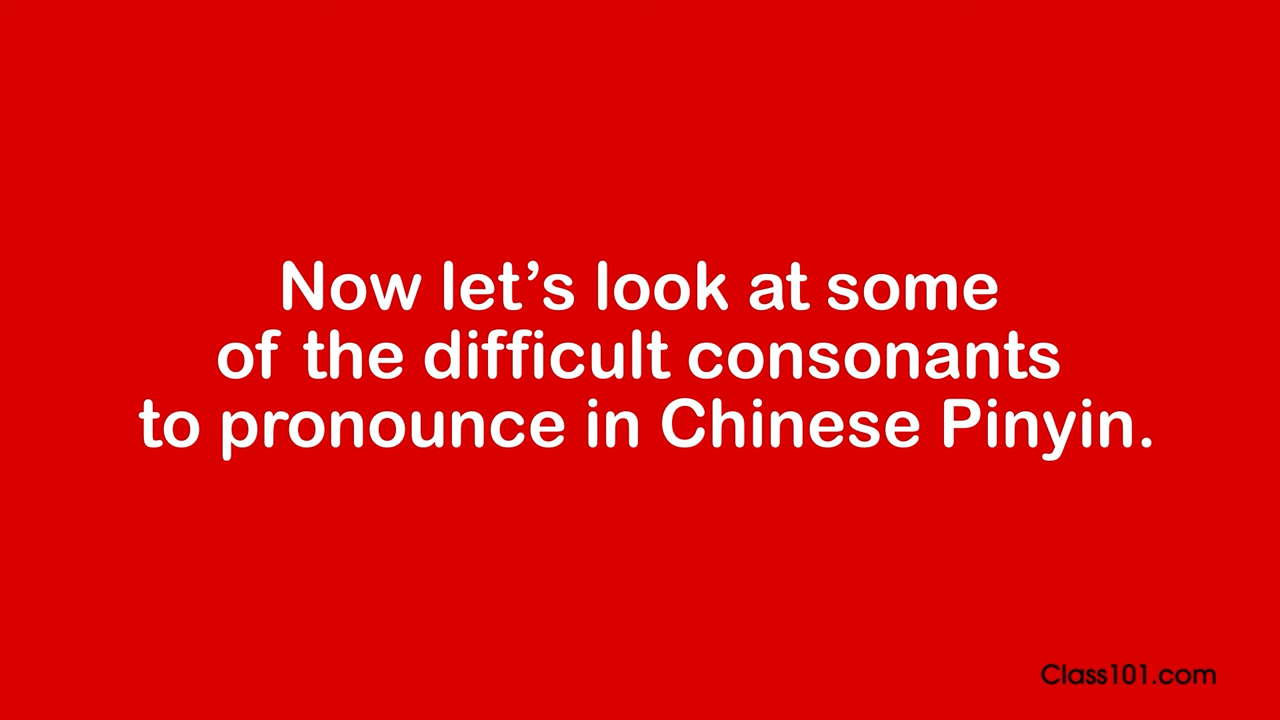 Now let’s look at some
of the difficult consonants
to pronounce in Chinese Pinyin.
Class101.com